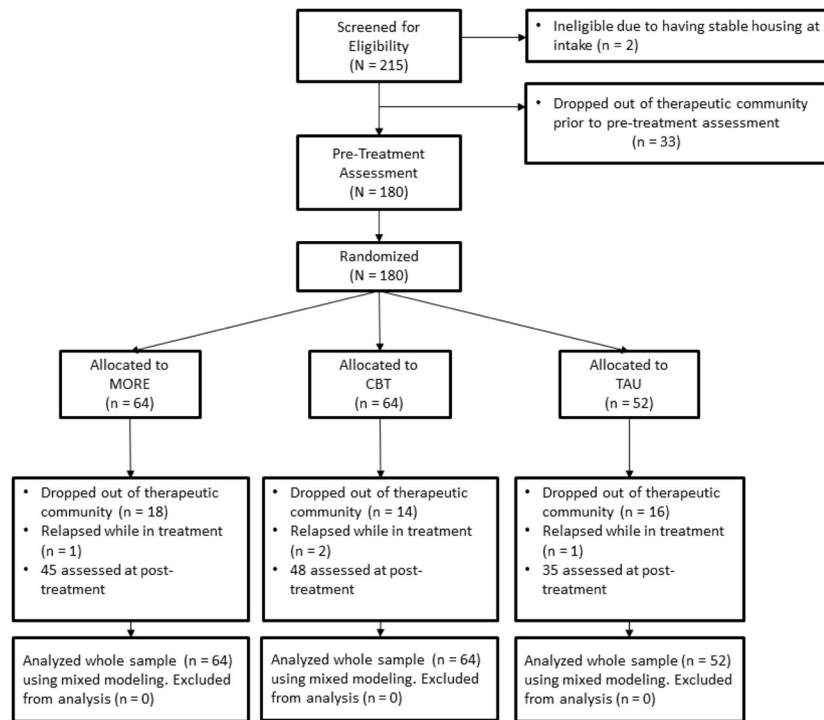 Screened for
Eligibility
(N = 215)
• Ineligible due to having stable housing at
intake (n = 2)
• Dropped out of therapeutic community
prior to pre-treatment assessment
(n = 33)
Pre-Treatment
Assessment
(N = 180)
Randomized
(N = 180)
Allocated to
MORE
(n = 64)
Allocated to
CBT
(n = 64)
Allocated to
TAU
(n = 52)
• Dropped out of therapeutic
community (n = 18)
• Relapsed while in treatment
(n = 1)
• 45 assessed at post-
treatment
• Dropped out of therapeutic
community (n = 14)
• Relapsed while in treatment
(n = 2)
• 48 assessed at post-
treatment
• Dropped out of therapeutic
community (n = 16)
• Relapsed while in treatment
(n = 1)
• 35 assessed at post-
treatment
Analyzed whole sample (n = 64)
using mixed modeling. Excluded
from analysis (n = 0)
Analyzed whole sample (n = 64)
using mixed modeling. Excluded
from analysis (n = 0)
Analyzed whole sample (n = 52)
using mixed modeling. Excluded
from analysis (n = 0)